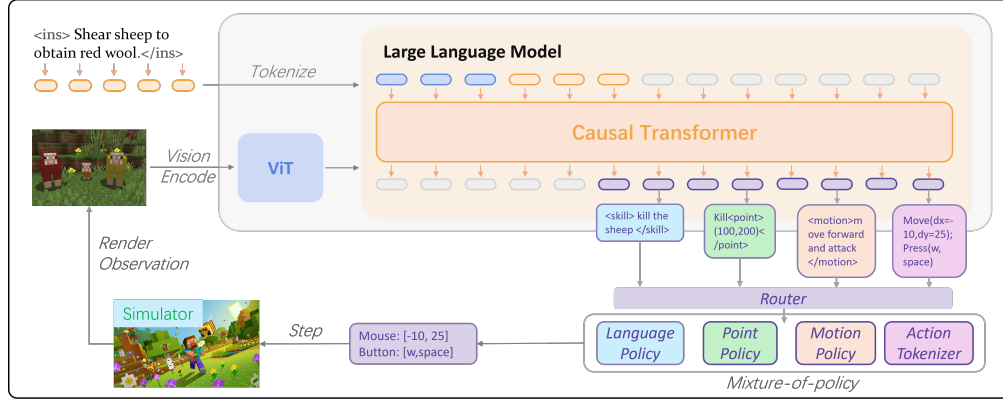 <ins> Shear sheep to
obtain red wool.</ins>
Tokenize
Large Language Model
Causal Transformer
Vision
Encode
ViT
<skill> kill the
sheep </skill>
Kill<point>
(100,200)<
/point>
<motion>m
ove forward
and attack
</motion>
Move(dx=-
10,dy=25);
Press(w,
space)
Render
Observation
Router
Simulator
Step
Mouse: [-10, 25]
Button: [w,space]
Language
Policy
Point
Policy
Motion
Policy
Action
Tokenizer
Mixture-of-policy